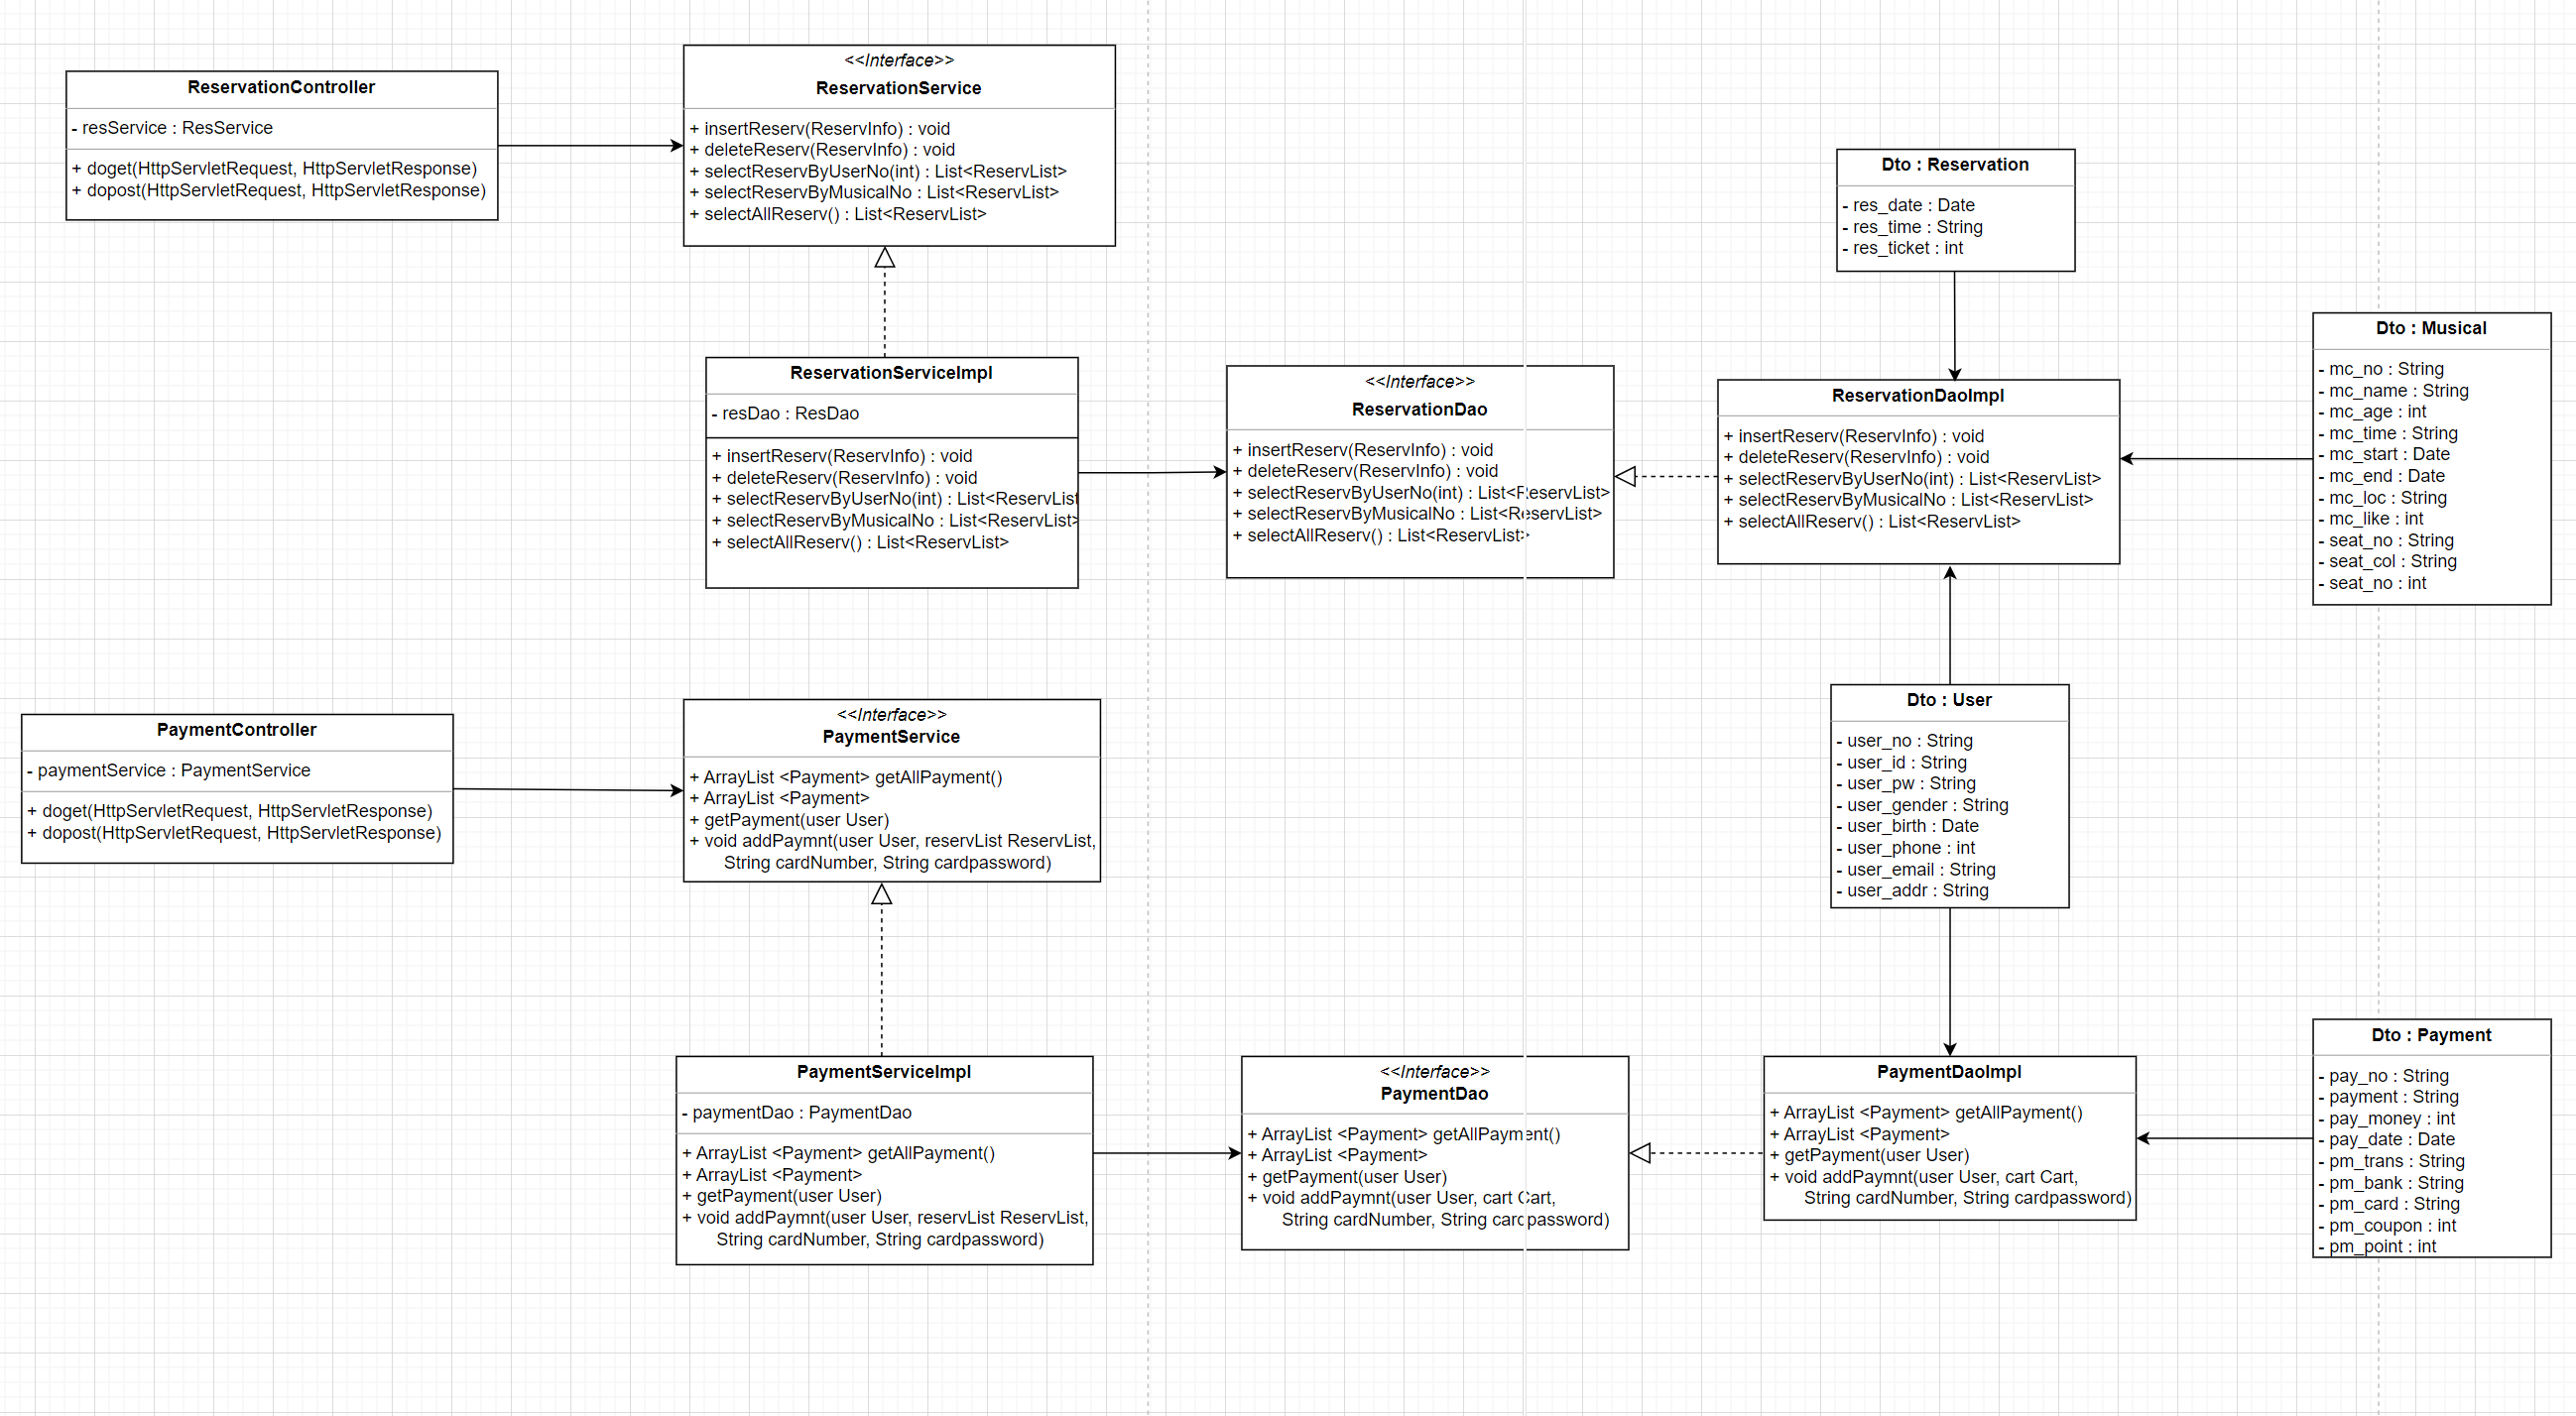 ReservationController
- resService : ResService
+ doget(HttpServletRequest, HttpServletResponse)
+ dopost(HttpServletRequest, HttpServletResponse)
<<Interface>>
ReservationService
+ insertReserv(ReservInfo) : void
+ deleteReserv(ReservInfo) : void
+ selectReservByUserNo(int) : List<ReservList>
+ selectReservByMusicalNo : List<ReservList>
+ selectAllReserv() : List<ReservList>
Dto : Reservation
- res_date : Date
- res_time : String
- res_ticket : int
ReservationServiceImpl
- resDao : ResDao
+ insertReserv(ReservInfo) : void
+ deleteReserv(ReservInfo) : void
+ selectReservByUserNo(int) : List<ReservList
+ selectReservByMusicalNo : List<ReservList>
+ selectAllReserv() : List<ReservList>
<<Interface>>
ReservationDao
+ insertReserv(ReservInfo) : void
+ deleteReserv(ReservInfo) : void
+ selectReservByUserNo(int) : List<ReservList>
+ selectReservByMusicalNo : List<ReservList>
+ selectAllReserv() : List<ReservList>
ReservationDaoImpl
+ insertReserv(ReservInfo) : void
+ deleteReserv(ReservInfo) : void
+ selectReservByUserNo(int) : List<ReservList>
+ selectReservByMusicalNo : List<ReservList>
+ selectAllReserv() : List<ReservList>
Dto : Musical
- mc_no : String
- mc_name : String
- mc_age : int
- mc_time : String
- mc_start : Date
- mc_end : Date
- mc_loc : String
- mc_like : int
- seat_no : String
- seat_col : String
- seat_no : int
PaymentController
- paymentService : PaymentService
+ doget(HttpServletRequest, HttpServletResponse)
+ dopost(HttpServletRequest, HttpServletResponse)
<<Interface>>
PaymentService
+ ArrayList <Payment> getAllPayment()
+ ArrayList <Payment>
+ getPayment(user User)
+ void addPaymnt(user User, reservList ReservList,
String cardNumber, String cardpassword)
Dto : User
- user_no : String
- user_id : String
- user_pw : String
- user_gender : String
- user_birth : Date
- user_phone : int
- user_email : String
- user_addr : String
PaymentServiceImpl
- paymentDao : PaymentDao
+ ArrayList <Payment> getAllPayment()
+ ArrayList <Payment>
+ getPayment(user User)
+ void addPaymnt(user User, reservList ReservList,
String cardNumber, String cardpassword)
<<Interface>>
PaymentDao
+ ArrayList <Payment> getAllPayment()
+ ArrayList <Payment>
+ getPayment(user User)
+ void addPaymnt(user User, cart Cart,
String cardNumber, String cardpassword)
PaymentDaoImpl
+ ArrayList <Payment> getAllPayment()
+ ArrayList <Payment>
+ getPayment(user User)
+ void addPaymnt(user User, cart Cart,
String cardNumber, String cardpassword)
Dto : Payment
- pay_no : String
- payment : String
- pay_money : int
- pay_date : Date
- pm_trans : String
- pm_bank : String
- pm_card : String
- pm_coupon : int
- pm_point : int